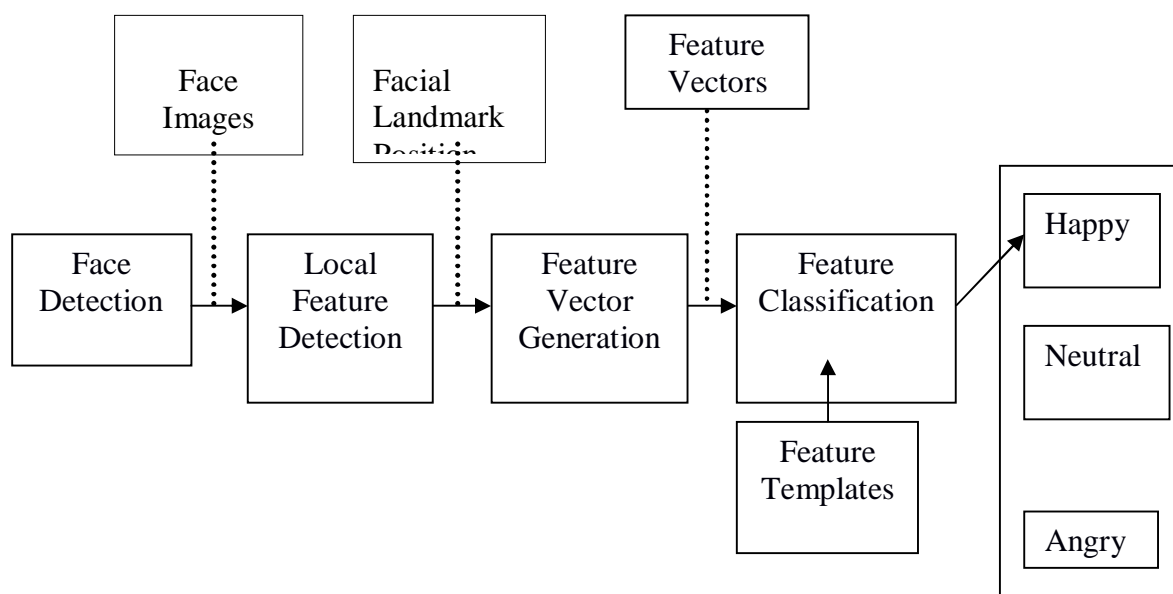 Face
Images
Facial
Landmark
Position
Feature
Vectors
Face
Detection
Local
Feature
Detection
Feature
Vector
Generation
Feature
Classification
Feature
Templates
Happy
Neutral
Angry